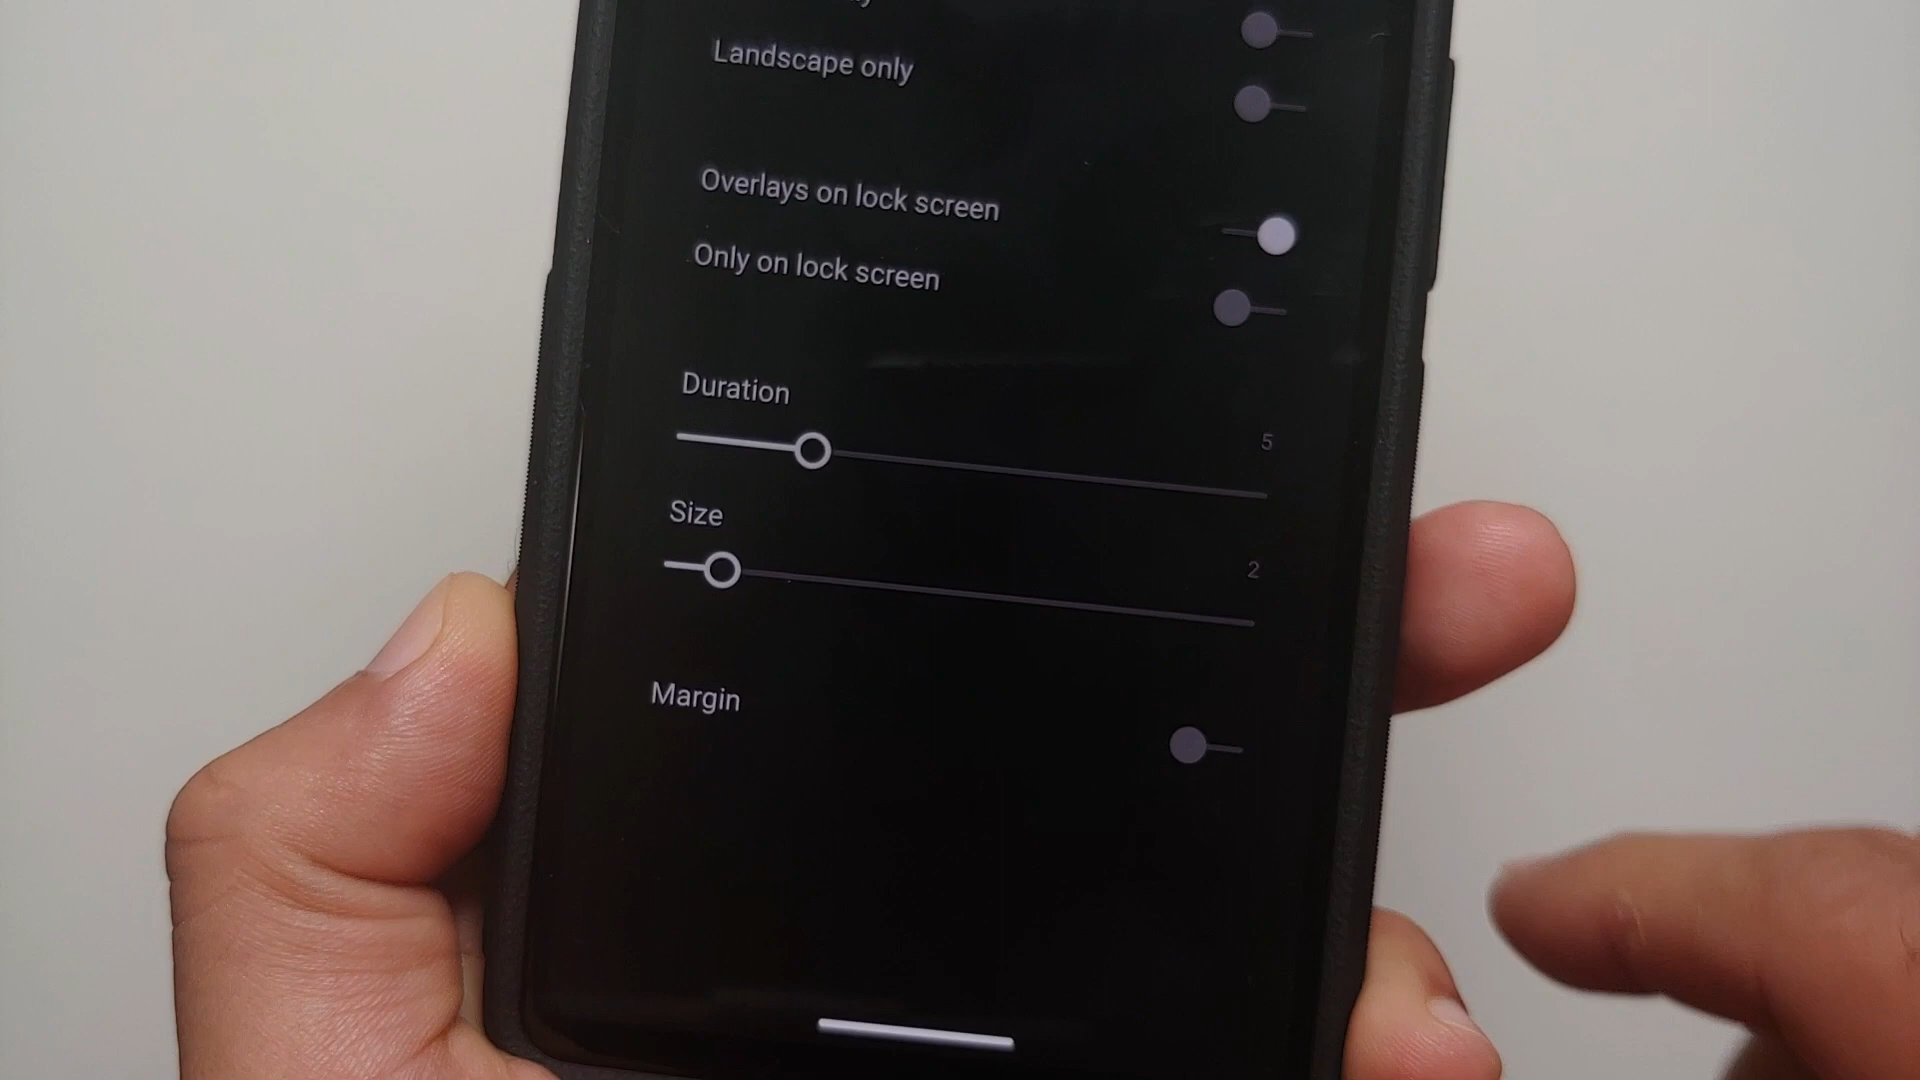 Landscape only
Overlays on lock screen
Only on lock screen
Duration
5
Size
2
Margin